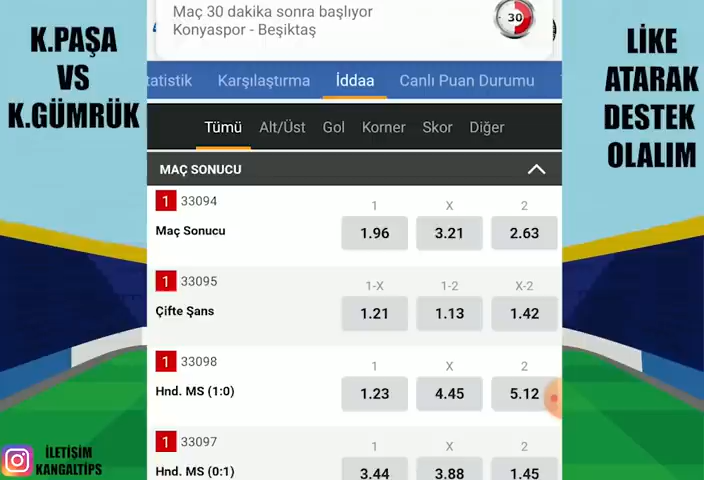 K.PAŞA
VS
K.GÜMRÜK
Maç 30 dakika sonra başlıyor
Konyaspor - Beşiktaş
30
LİKE
ATARAK
DESTEK
OLALIM
tatistik Karşılaştırma İddaa Canlı Puan Durumu
Tümü Alt/Üst Gol Korner Skor Diğer
MAÇ SONUCU
1 33094
1 X 2
Maç Sonucu 1.96 3.21 2.63
1 33095
1-X 1-2 X-2
Çifte Şans 1.21 1.13 1.42
1 33098
1 X 2
Hnd. MS (1:0) 1.23 4.45 5.12
1 33097
1 X 2
Hnd. MS (0:1) 3.44 3.88 1.45
İLETİŞİM
KANGALTİPS